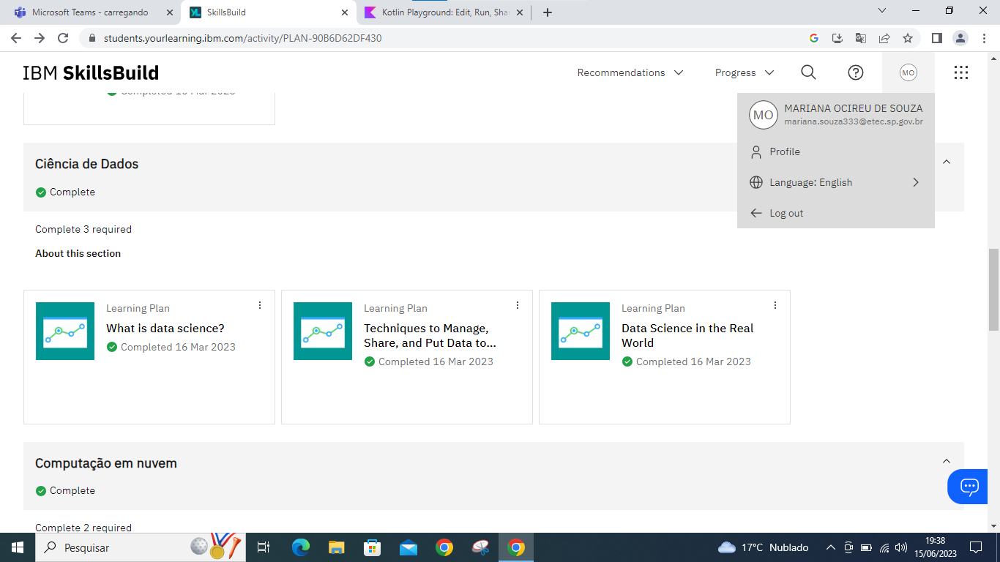 Microsoft Teams - carregando
SkillsBuild
Kotlin Playground: Edit, Run, Sha
students.yourlearning.ibm.com/activity/PLAN-90B6D62DF430
IBM SkillsBuild
Recommendations
Progress
MO
Completed 16 Mar 2023
MO
MARIANA OCIREU DE SOUZA
mariana.souza333@etec.sp.gov.br
Profile
Language: English
Log out
Ciência de Dados
Complete
Complete 3 required
About this section
Learning Plan
What is data science?
Completed 16 Mar 2023
Learning Plan
Techniques to Manage,
Share, and Put Data to...
Completed 16 Mar 2023
Learning Plan
Data Science in the Real
World
Completed 16 Mar 2023
Computação em nuvem
Complete
Complete 2 required
Pesquisar
17°C Nublado
19:38
15/06/2023